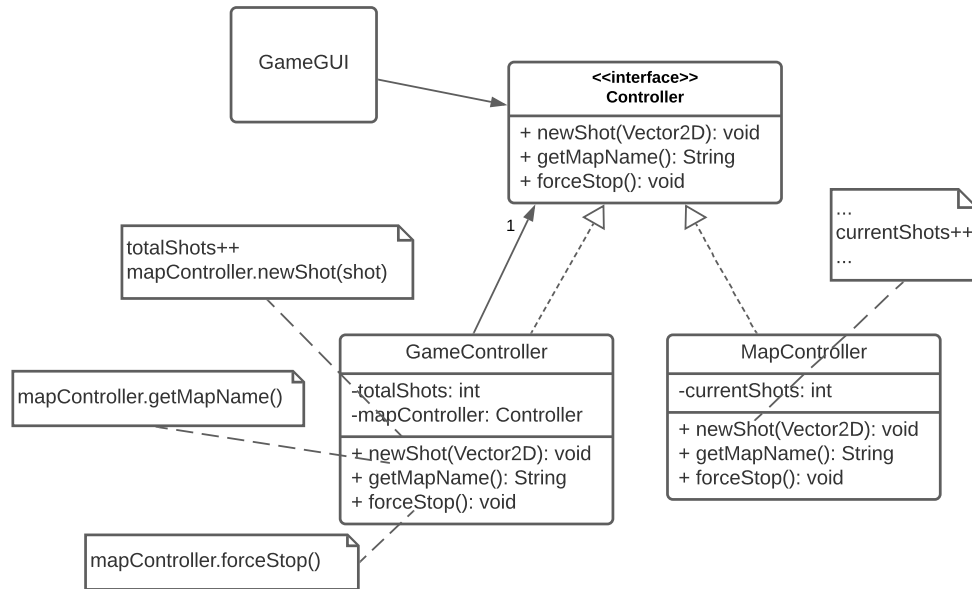 GameGUI
<<interface>>
Controller
+ newShot(Vector2D): void
+ getMapName(): String
+ forceStop(): void
1
...
currentShots++
...
totalShots++
mapController.newShot(shot)
GameController
-totalShots: int
-mapController: Controller
+ newShot(Vector2D): void
+ getMapName(): String
+ forceStop(): void
MapController
-currentShots: int
+ newShot(Vector2D): void
+ getMapName(): String
+ forceStop(): void
mapController.getMapName()
mapController.forceStop()